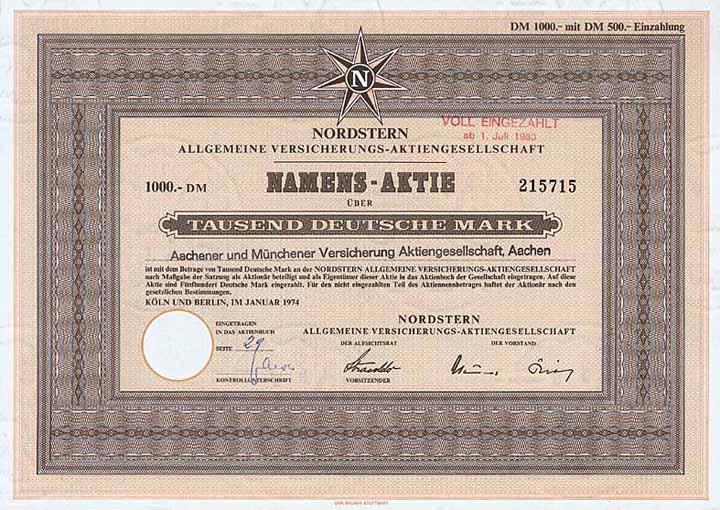 DM 1000.- mit DM 500.- Einzahlung
N
VOLL EINGEZAHLT
ab 1. Juli 1983
NORDSTERN
ALLGEMEINE VERSICHERUNGS-AKTIENGESELLSCHAFT
1000.- DM NAMENS-AKTIE 215715
ÜBER
TAUSEND DEUTSCHE MARK
Aachener und Münchener Versicherung Aktiengesellschaft, Aachen
ist mit dem Betrage von Tausend Deutsche Mark an der NORDSTERN ALLGEMEINE VERSICHERUNGS-AKTIENGESELLSCHAFT
nach Maßgabe der Satzung als Aktionär beteiligt und als Eigentümer dieser Aktie in das Aktienbuch der Gesellschaft eingetragen. Auf diese
Aktie sind Fünfhundert Deutsche Mark eingezahlt. Für den nicht eingezahlten Teil des Aktiennennbetrages haftet der Aktionär nach den
gesetzlichen Bestimmungen.
KÖLN UND BERLIN, IM JANUAR 1974
EINGETRAGEN
IN DAS AKTIENBUCH
SEITE 29
KONTROLLUNTERSCHRIFT
NORDSTERN
ALLGEMEINE VERSICHERUNGS-AKTIENGESELLSCHAFT
DER AUFSICHTSRAT DER VORSTAND
VORSITZENDER